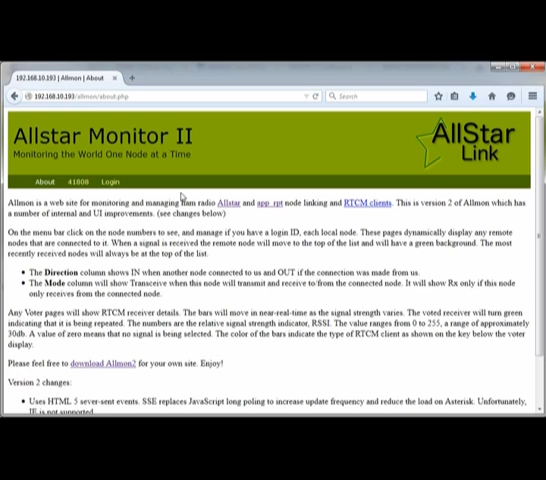 192.168.10.193 | Allmon | About
192.168.10.193/allmon/about.php
Search
Allstar Monitor II
Monitoring the World One Node at a Time
AllStar
Link
About 41808 Login
Allmon is a web site for monitoring and managing ham radio Allstar and app_rpt node linking and RTCM clients. This is version 2 of Allmon which has
a number of internal and UI improvements. (see changes below)
On the menu bar click on the node numbers to see, and manage if you have a login ID, each local node. These pages dynamically display any remote
nodes that are connected to it. When a signal is received the remote node will move to the top of the list and will have a green background. The most
recently received nodes will always be at the top of the list.
• The Direction column shows IN when another node connected to us and OUT if the connection was made from us.
• The Mode column will show Transceive when this node will transmit and receive to/from the connected node. It will show Rx only if this node
only receives from the connected node.
Any Voter pages will show RTCM receiver details. The bars will move in near-real-time as the signal strength varies. The voted receiver will turn green
indicating that it is being repeated. The numbers are the relative signal strength indicator, RSSI. The value ranges from 0 to 255, a range of approximately
30db. A value of zero means that no signal is being selected. The color of the bars indicate the type of RTCM client as shown on the key below the voter
display.
Please feel free to download Allmon2 for your own site. Enjoy!
Version 2 changes:
• Uses HTML 5 sever-sent events. SSE replaces JavaScript long poling to increase update frequency and reduce the load on Asterisk. Unfortunately,
IE is not supported.